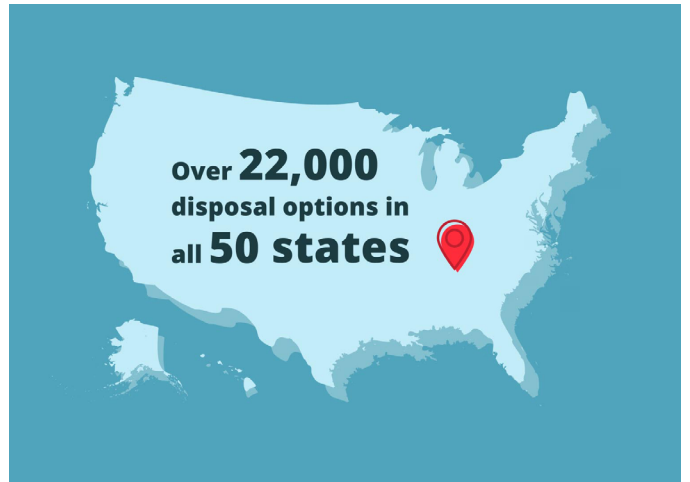 Over 22,000
disposal options in
all 50 states